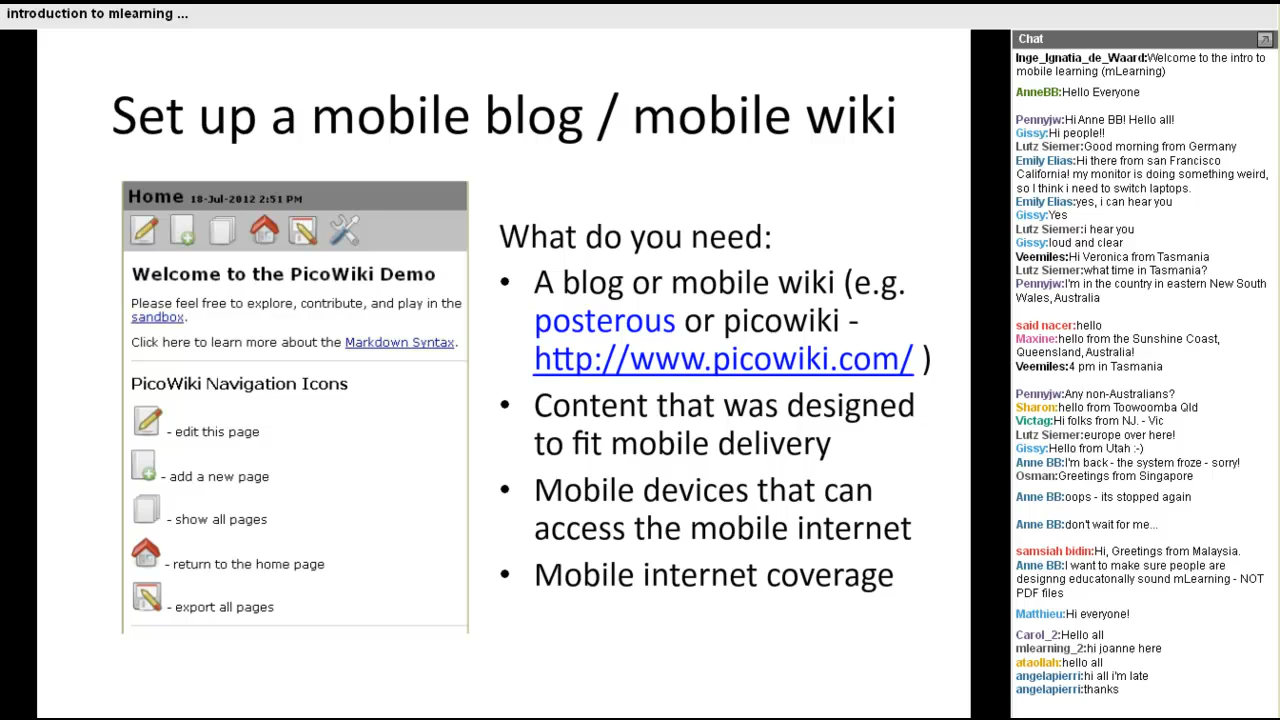 introduction to mlearning ...
Set up a mobile blog / mobile wiki
Home 18-Jul-2012 2:51 PM
Welcome to the PicoWiki Demo
Please feel free to explore, contribute, and play in the
sandbox.
Click here to learn more about the Markdown Syntax.
PicoWiki Navigation Icons
- edit this page
- add a new page
- show all pages
- return to the home page
- export all pages
What do you need:
• A blog or mobile wiki (e.g.
posterous or picowiki -
http://www.picowiki.com/ )
• Content that was designed
to fit mobile delivery
• Mobile devices that can
access the mobile internet
• Mobile internet coverage
Chat
Inge_Ignatia_de_Waard:Welcome to the intro to
mobile learning (mLearning)
AnneBB:Hello Everyone
Pennyjw:Hi Anne BB! Hello all!
Gissy:Hi people!!
Lutz Siemer:Good morning from Germany
Emily Elias:Hi there from san Francisco
California! my monitor is doing something weird,
so I think i need to switch laptops.
Emily Elias:yes, i can hear you
Gissy:Yes
Lutz Siemer:i hear you
Gissy:loud and clear
Veemiles:Hi Veronica from Tasmania
Lutz Siemer:what time in Tasmania?
Pennyjw:I'm in the country in eastern New South
Wales, Australia
said nacer:hello
Maxine:hello from the Sunshine Coast,
Queensland, Australia!
Veemiles:4 pm in Tasmania
Pennyjw:Any non-Australians?
Sharon:hello from Toowoomba Qld
Victag:Hi folks from NJ. - Vic
Lutz Siemer:europe over here!
Gissy:Hello from Utah :-)
Anne BB:I'm back - the system froze - sorry!
Osman:Greetings from Singapore
Anne BB:oops - its stopped again
Anne BB:don't wait for me...
samsiah bidin:Hi, Greetings from Malaysia.
Anne BB:I want to make sure people are
designng educatonally sound mLearning - NOT
PDF files
Matthieu:Hi everyone!
Carol_2:Hello all
mlearning_2:hi joanne here
ataollah:hello all
angelapierri:hi all i'm late
angelapierri:thanks